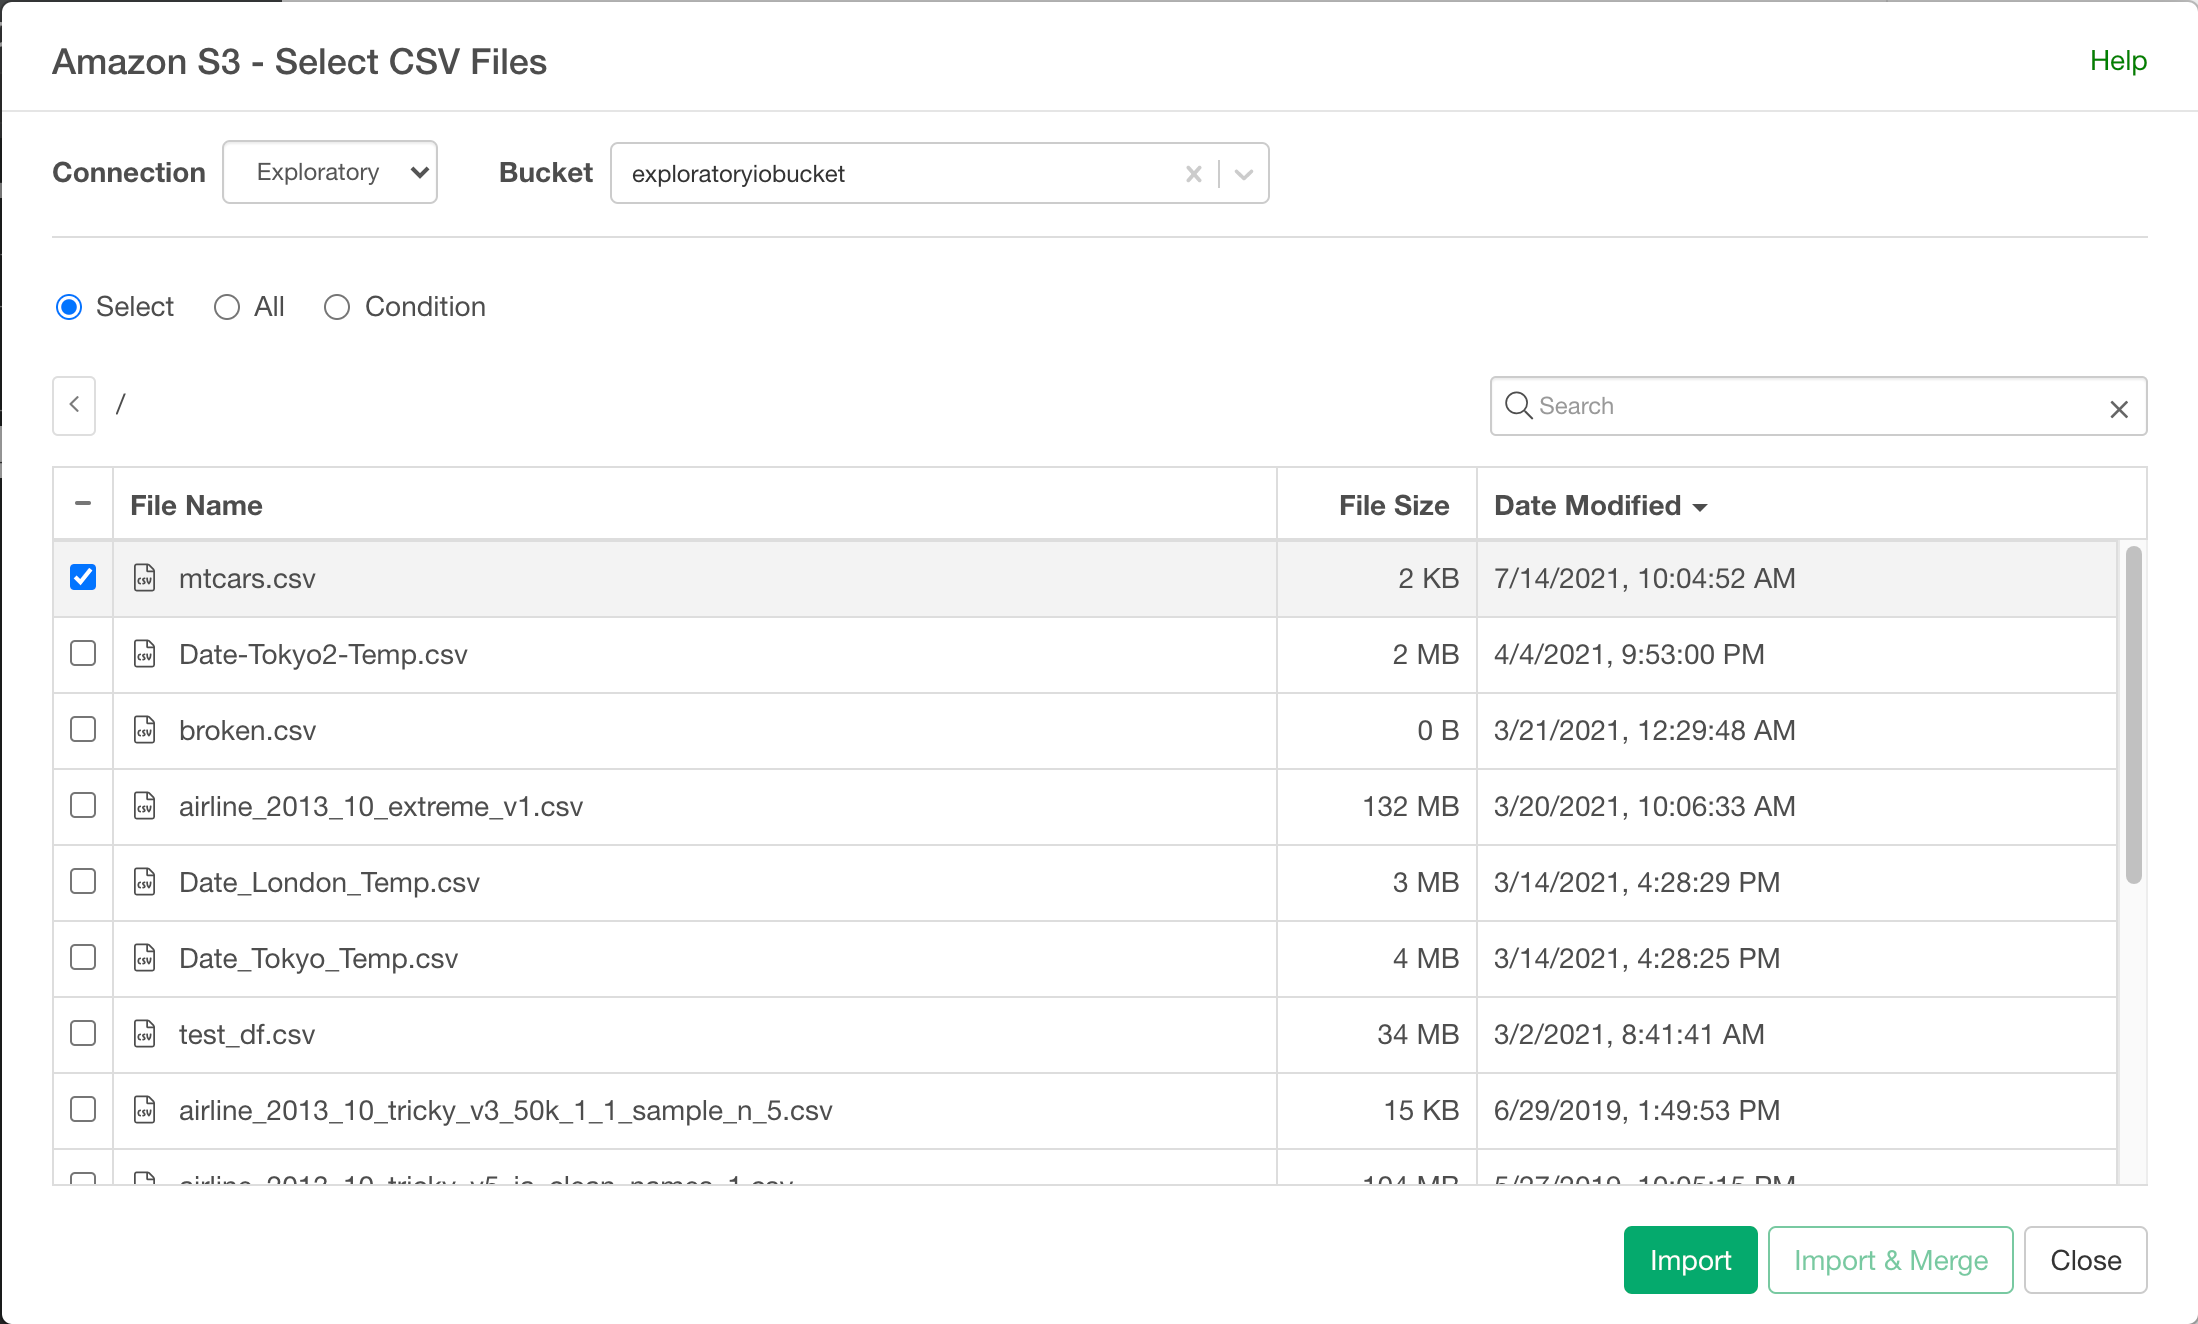 Amazon S3 - Select CSV Files
Help
Connection Exploratory Bucket exploratoryiobucket
Select All Condition
/ Search
File Name File Size Date Modified
mtcars.csv 2 KB 7/14/2021, 10:04:52 AM
Date-Tokyo2-Temp.csv 2 MB 4/4/2021, 9:53:00 PM
broken.csv 0 B 3/21/2021, 12:29:48 AM
airline_2013_10_extreme_v1.csv 132 MB 3/20/2021, 10:06:33 AM
Date_London_Temp.csv 3 MB 3/14/2021, 4:28:29 PM
Date_Tokyo_Temp.csv 4 MB 3/14/2021, 4:28:25 PM
test_df.csv 34 MB 3/2/2021, 8:41:41 AM
airline_2013_10_tricky_v3_50k_1_1_sample_n_5.csv 15 KB 6/29/2019, 1:49:53 PM
Import Import & Merge Close